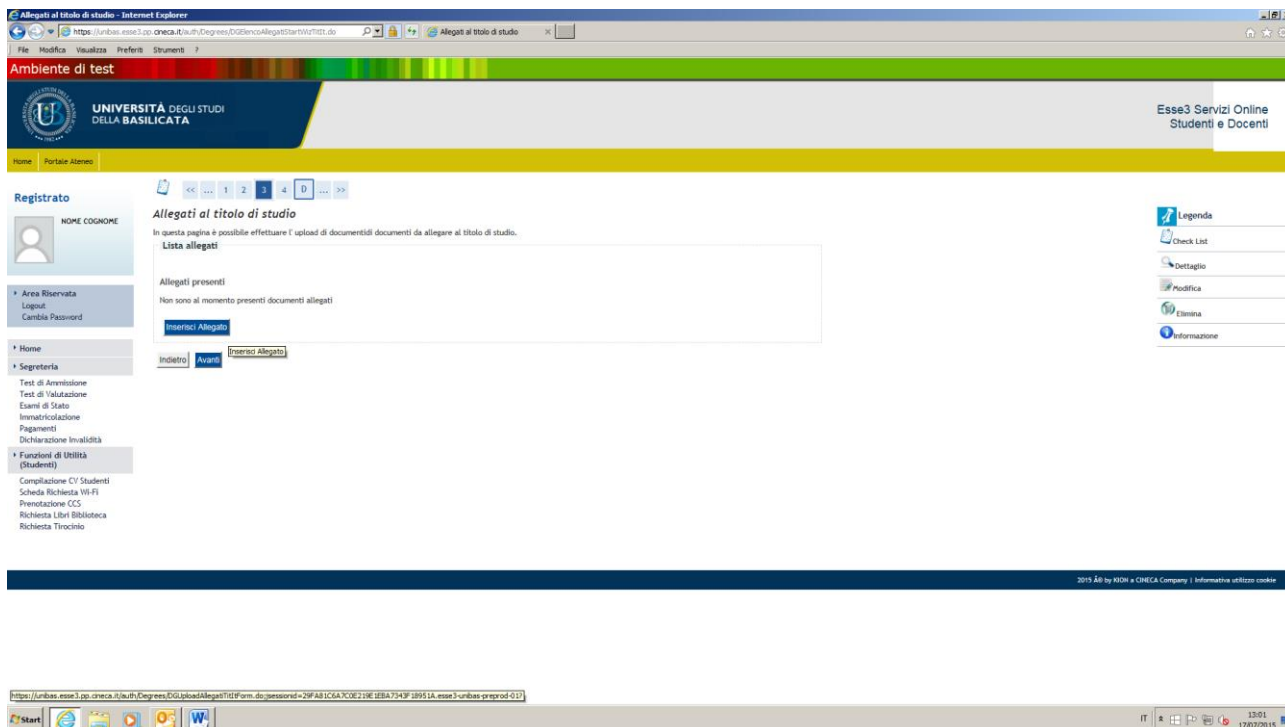 Allegati al titolo di studio - Internet Explorer
https://unibas.esse3.pp.cineca.it/auth/Degrees/DGElencoAllegatiStartWizTitIt.do
Allegati al titolo di studio
File Modifica Visualizza Preferiti Strumenti ?
Ambiente di test
UNIVERSITÀ DEGLI STUDI
DELLA BASILICATA
Esse3 Servizi Online
Studenti e Docenti
Home Portale Ateneo
<< ... 1 2 3 4 D ... >>
Registrato
NOME COGNOME
Area Riservata
Logout
Cambia Password
Home
Segreteria
Test di Ammissione
Test di Valutazione
Esami di Stato
Immatricolazione
Pagamenti
Dichiarazione Invalidità
Funzioni di Utilità
(Studenti)
Compilazione CV Studenti
Scheda Richiesta Wi-Fi
Prenotazione CCS
Richiesta Libri Biblioteca
Richiesta Tirocinio
Allegati al titolo di studio
In questa pagina è possibile effettuare l' upload di documentidi documenti da allegare al titolo di studio.
Lista allegati
Allegati presenti
Non sono al momento presenti documenti allegati
Inserisci Allegato
Inserisci Allegato
Indietro Avanti
Legenda
Check List
Dettaglio
Modifica
Elimina
Informazione
2015 Â® by KION a CINECA Company | Informativa utilizzo cookie
https://unibas.esse3.pp.cineca.it/auth/Degrees/DGUploadAllegatiTitItForm.do;jsessionid=29FA81C6A7C0E219E1EBA7343F18951A.esse3-unibas-preprod-01?
Start
IT
13:01
17/07/2015